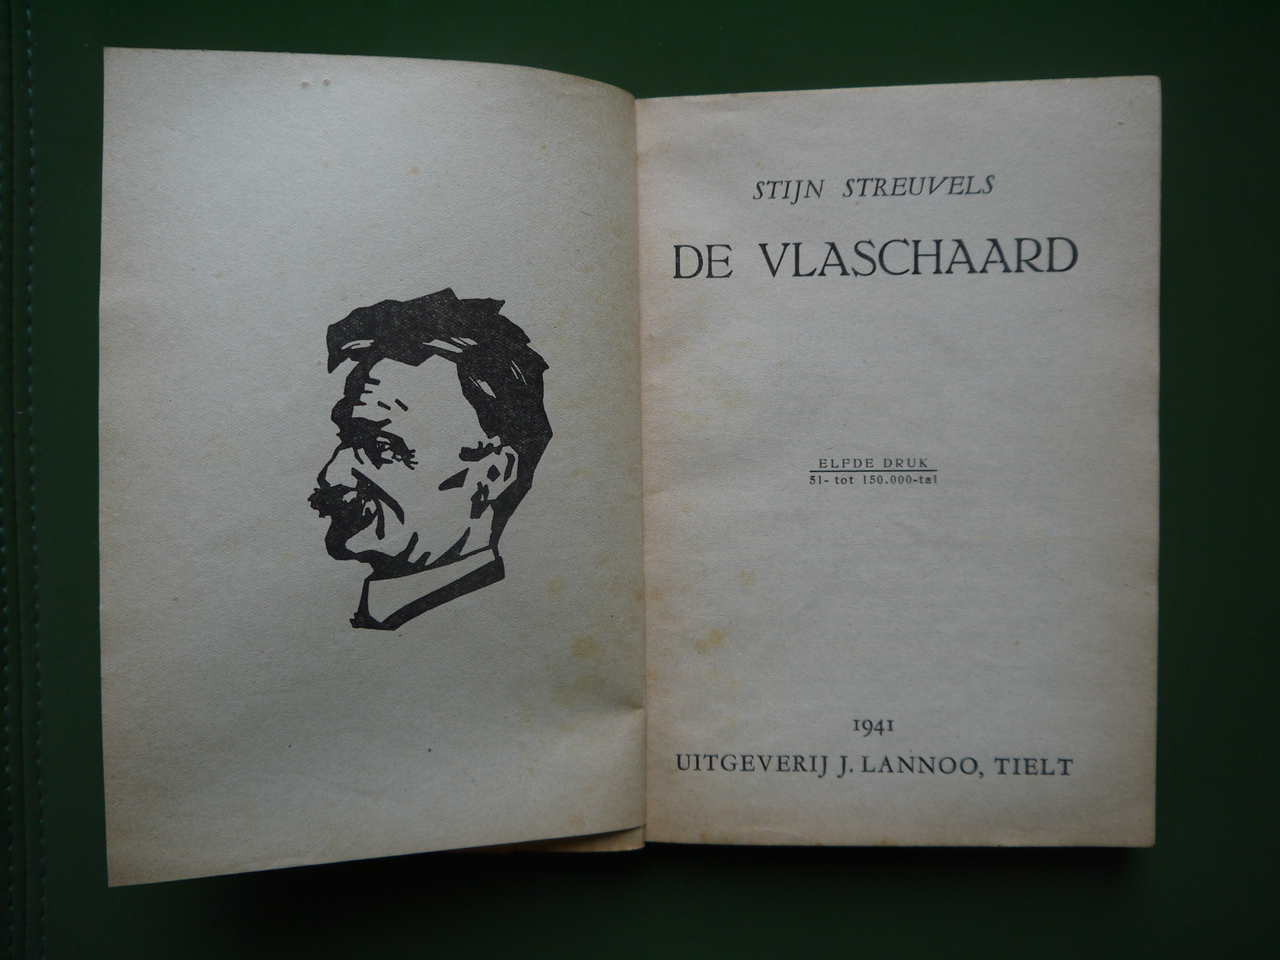 STIJN STREUVELS
DE VLASCHAARD
ELFDE DRUK
51- tot 150.000-tal
1941
UITGEVERIJ J. LANNOO, TIELT